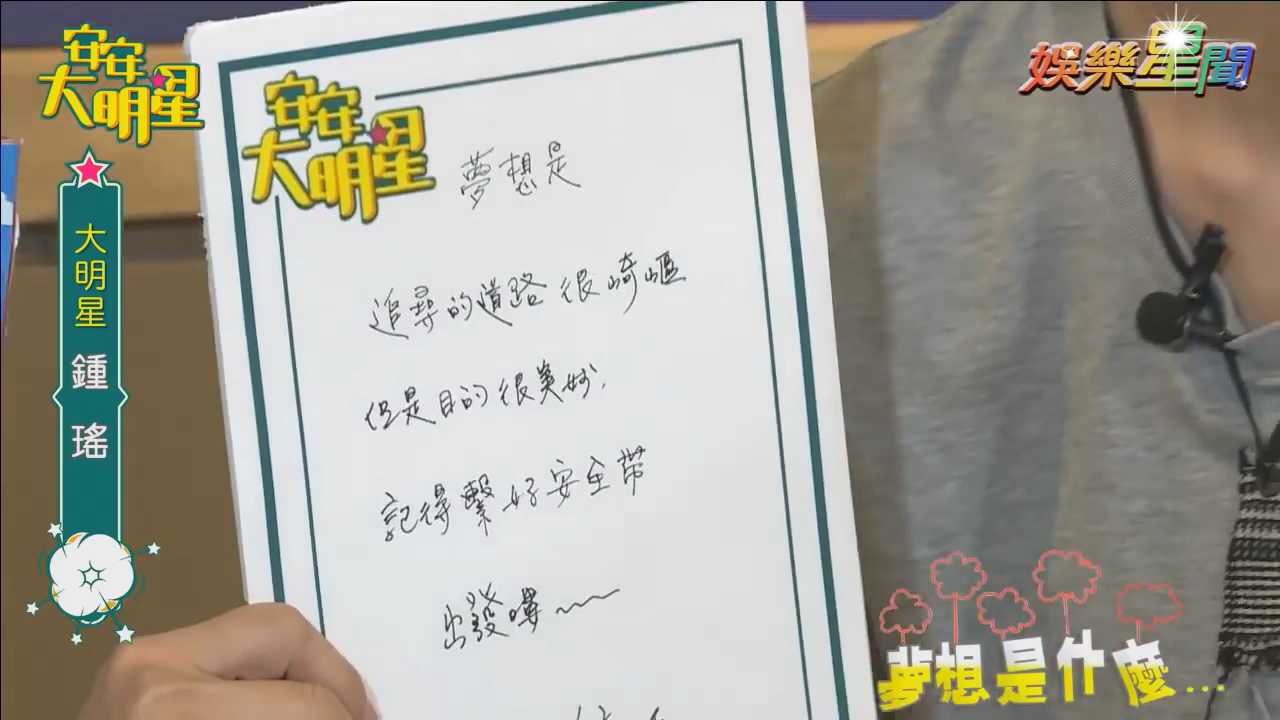 安安
大明星
大明星 鍾瑤
娛樂星聞
安安
大明星
夢想是
追尋的道路很崎嶇
但是目的很美妙.
記得繫好安全帶
出發嘍~~
夢想是什麼...